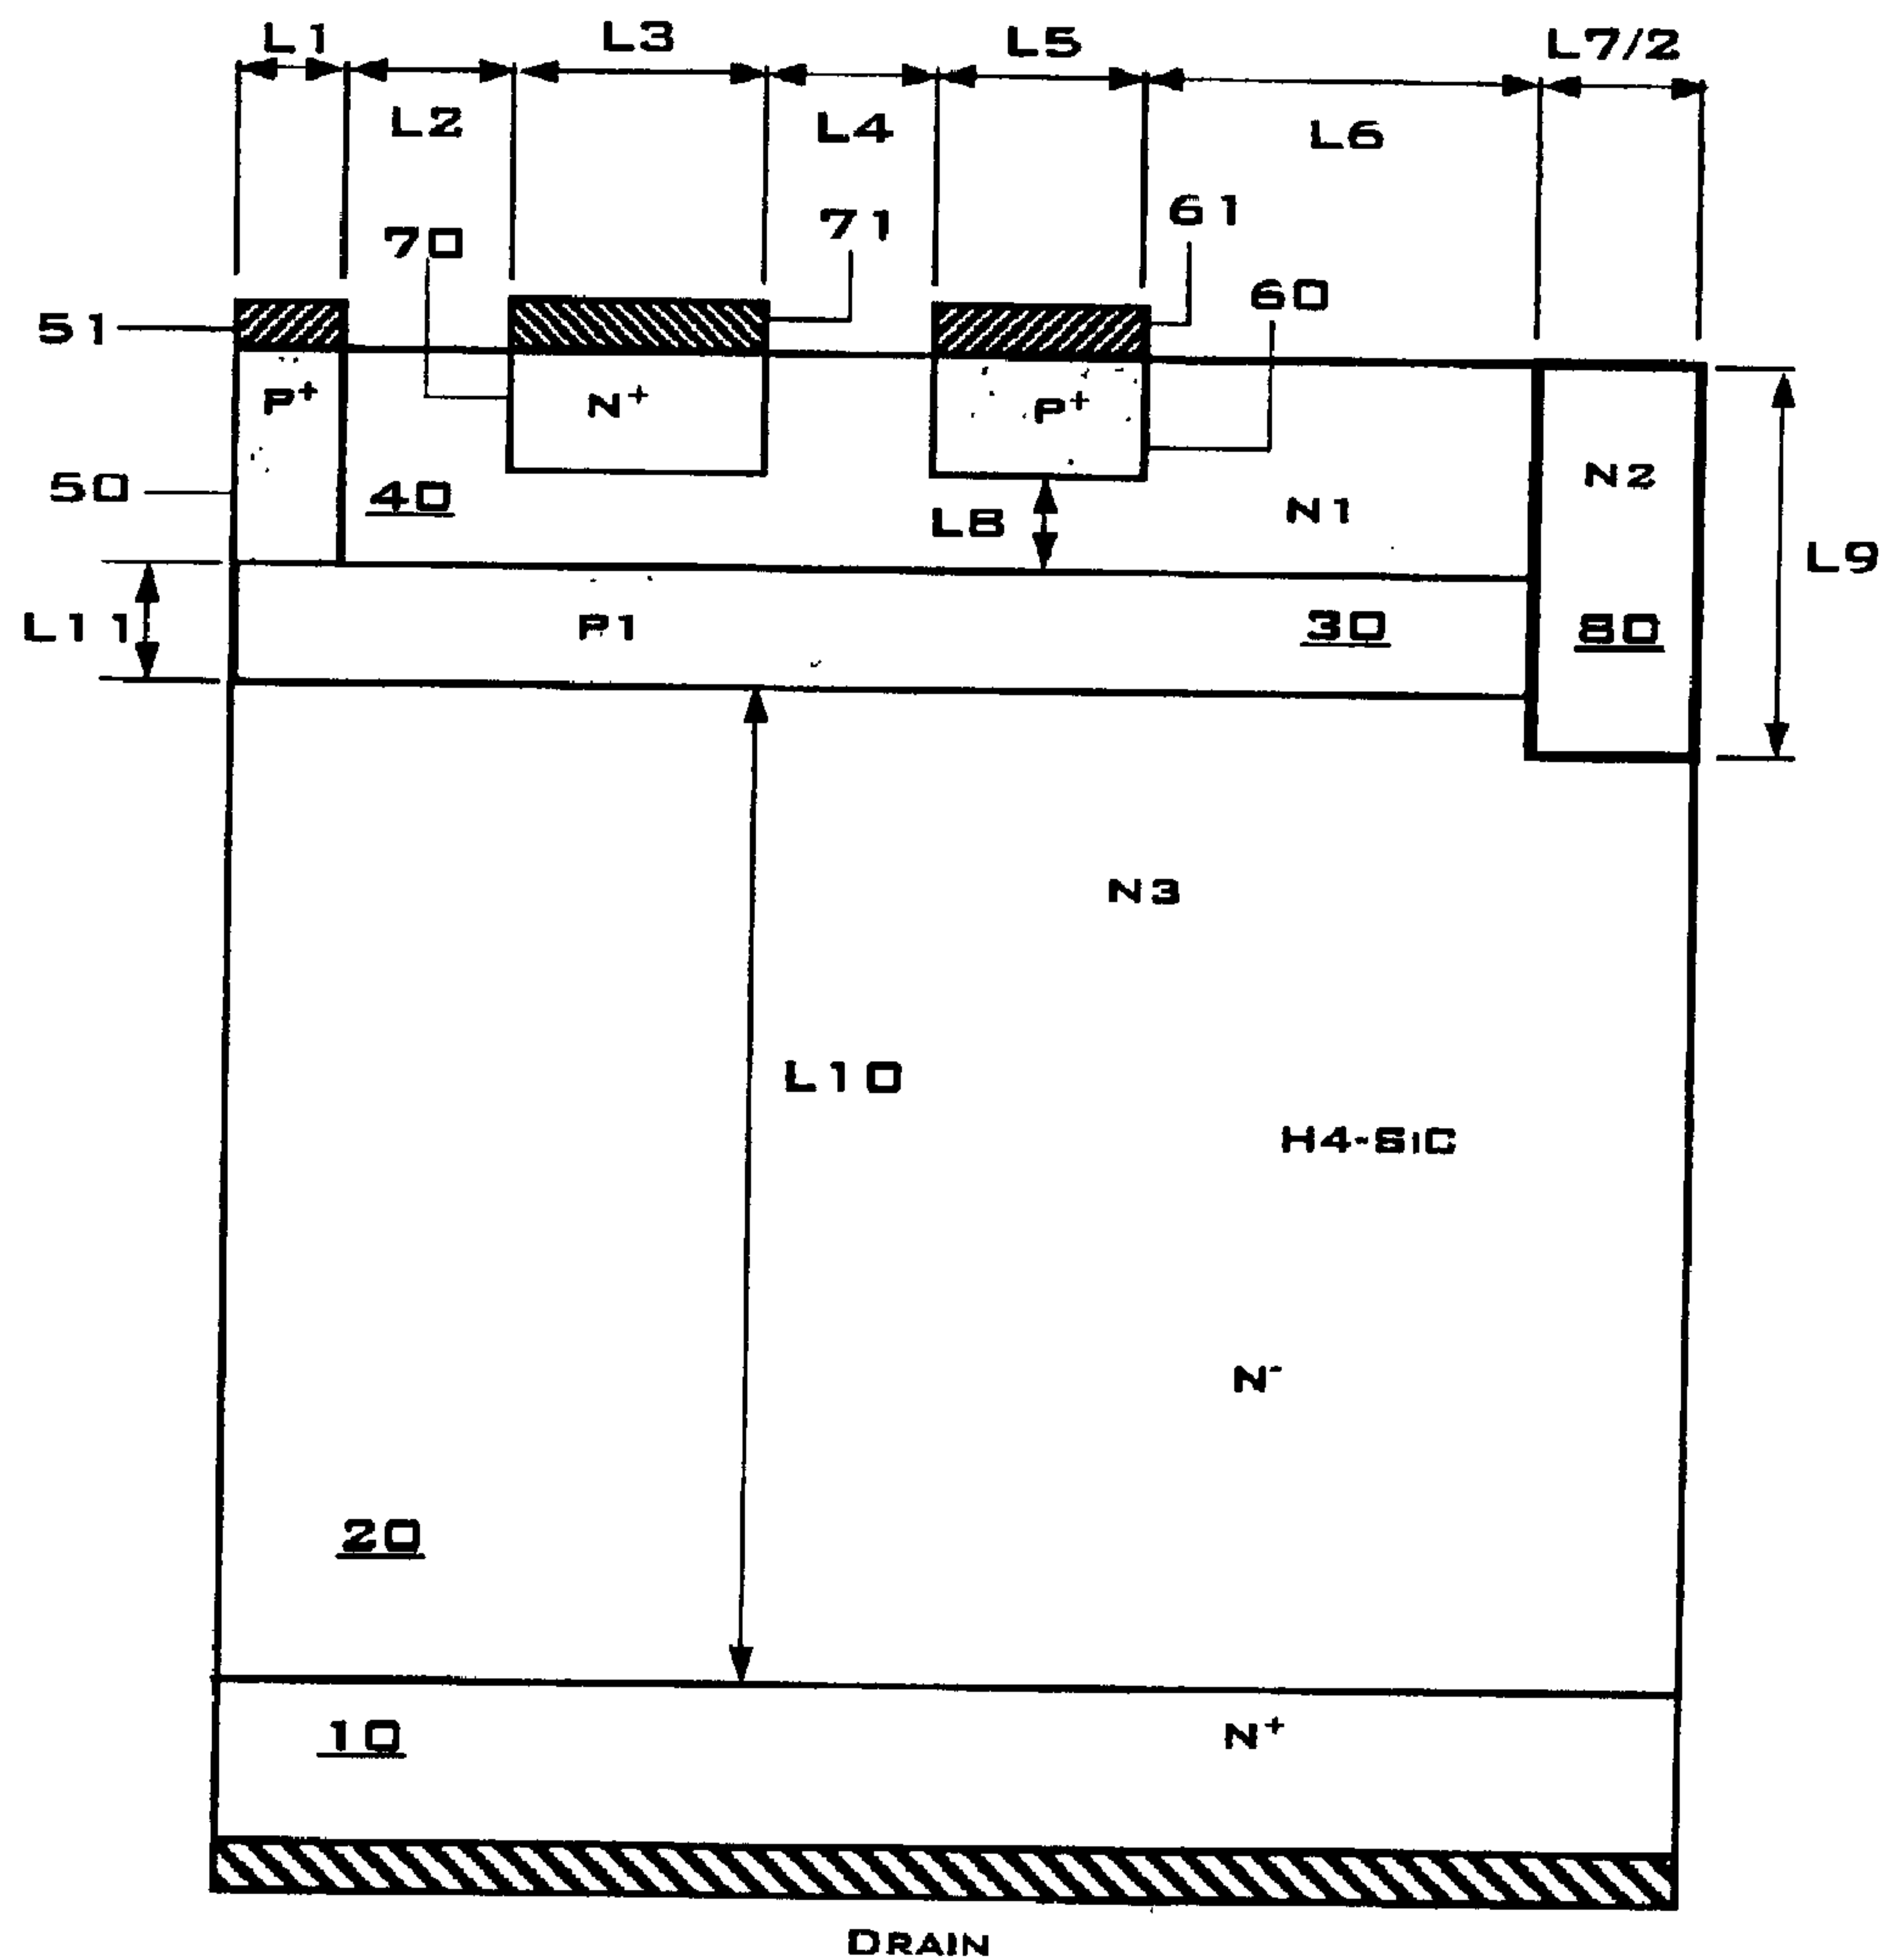 L1
L3
L5
L7/2
L2
L4
L6
70
71
61
60
51
P+
N+
P+
N2
50
40
L8
N1
L9
L11
P1
30
80
N3
L10
H4-SiC
N-
20
10
N+
DRAIN